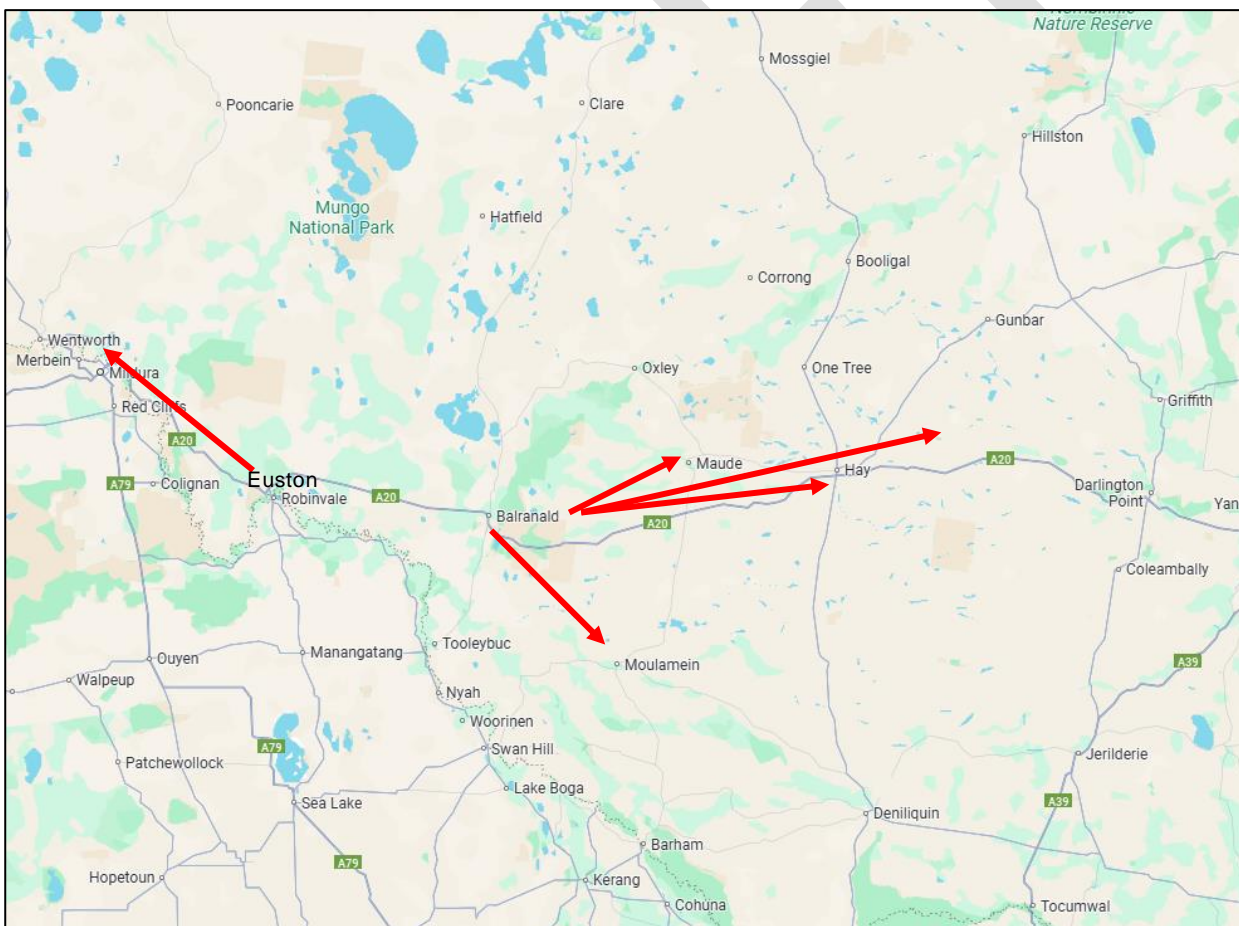 Nombinnie
Nature Reserve
Mossgiel
Pooncarie
Clare
Hillston
Mungo
National Park
Hatfield
Booligal
Corrong
Gunbar
Wentworth
Merbein
Mildura
Oxley
One Tree
Red Cliffs
Griffith
A20
Maude
Hay
A20
Euston
A79
Colignan
Robinvale
A20
Darlington
Point
Yan
Balranald
A20
Coleambally
Tooleybuc
Manangatang
Ouyen
Moulamein
A39
Walpeup
Nyah
Woorinen
A79
Swan Hill
Patchewollock
Jerilderie
Lake Boga
Sea Lake
A39
Deniliquin
Barham
A79
Hopetoun
Kerang
Cohuna
Tocumwal